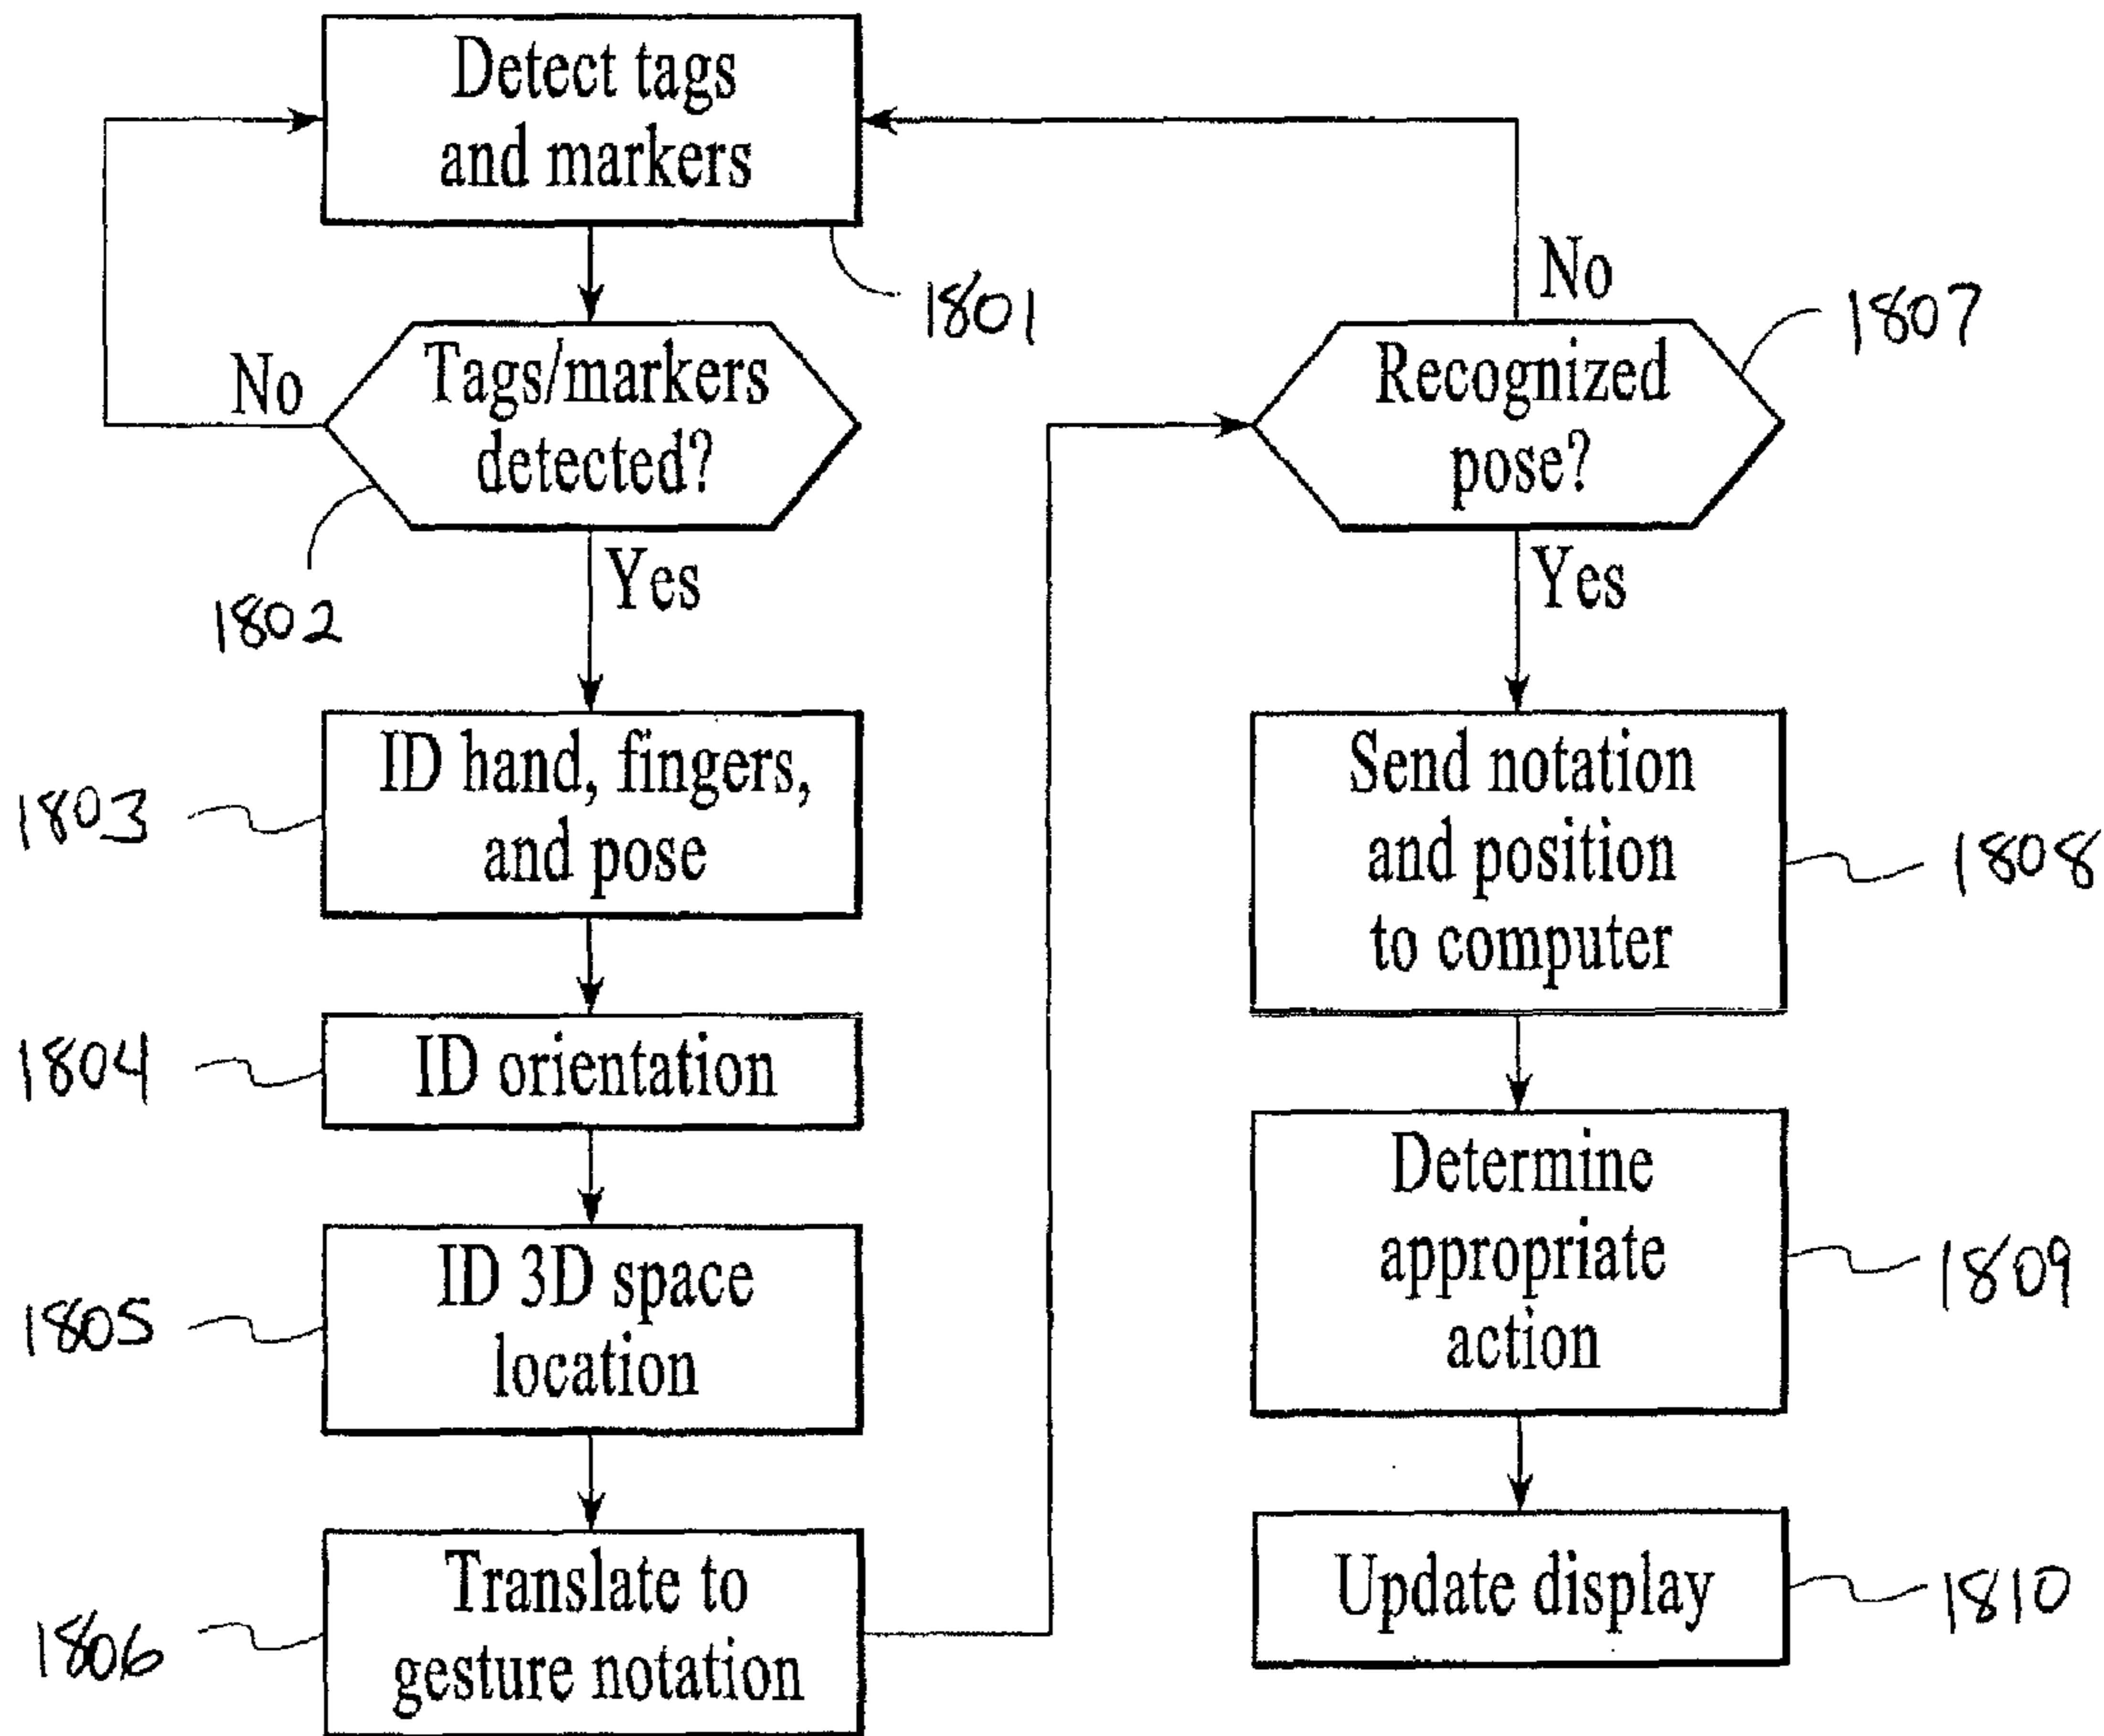 Detect tags
and markers
1801
No
Tags/markers
detected?
1802
Yes
ID hand, fingers,
and pose
1803
ID orientation
1804
ID 3D space
location
1805
Translate to
gesture notation
1806
No
Recognized
pose?
1807
Yes
Send notation
and position
to computer
1808
Determine
appropriate
action
1809
Update display
1810